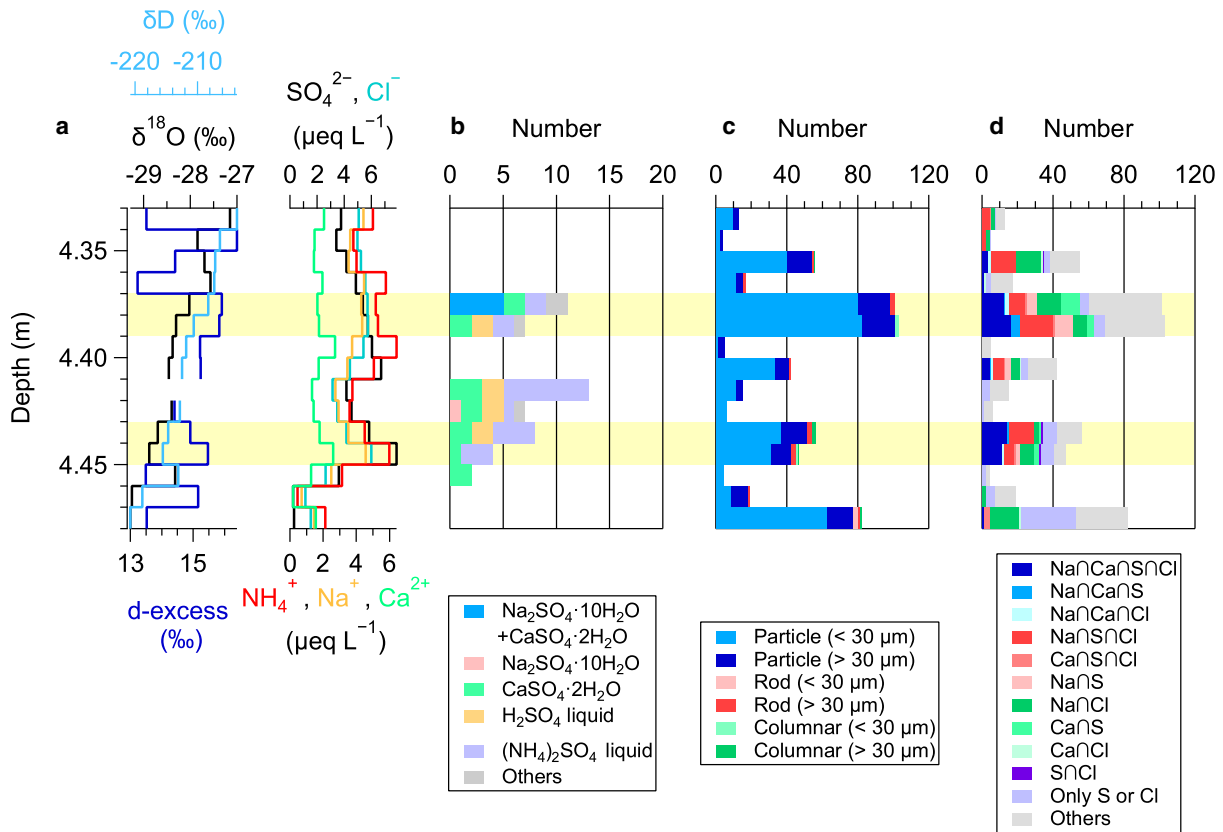 δD (‰)
-220 -210
SO₄²⁻, Cl⁻
a δ¹⁸O (‰) (µeq L⁻¹) b Number c Number d Number
-29 -28 -27 0 2 4 6 0 5 10 15 20 0 40 80 120 0 40 80 120
4.35
4.40
4.45
Depth (m)
13 15 0 2 4 6
d-excess
(‰)
NH₄⁺ , Na⁺ , Ca²⁺
(µeq L⁻¹)
Na₂SO₄·10H₂O
+CaSO₄·2H₂O
Na₂SO₄·10H₂O
CaSO₄·2H₂O
H₂SO₄ liquid
(NH₄)₂SO₄ liquid
Others
Particle (< 30 µm)
Particle (> 30 µm)
Rod (< 30 µm)
Rod (> 30 µm)
Columnar (< 30 µm)
Columnar (> 30 µm)
Na∩Ca∩S∩Cl
Na∩Ca∩S
Na∩Ca∩Cl
Na∩S∩Cl
Ca∩S∩Cl
Na∩S
Na∩Cl
Ca∩S
Ca∩Cl
S∩Cl
Only S or Cl
Others